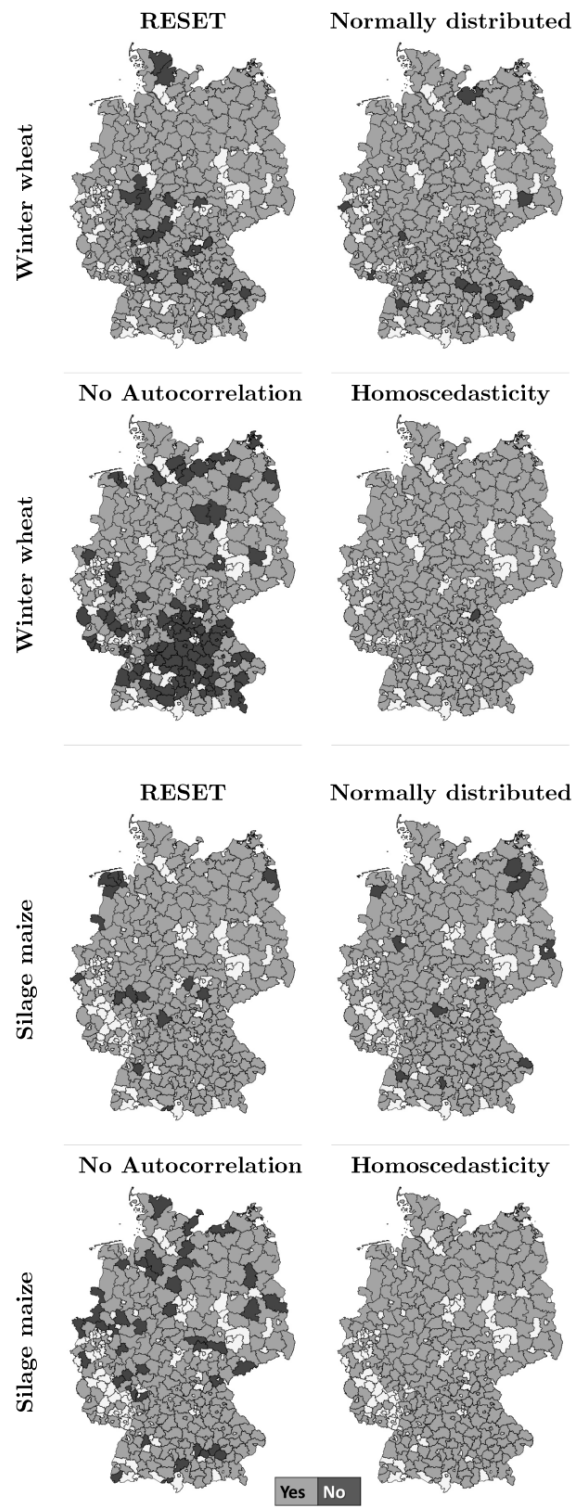 RESET Normally distributed
Winter wheat
No Autocorrelation Homoscedasticity
Winter wheat
RESET Normally distributed
Silage maize
No Autocorrelation Homoscedasticity
Silage maize
Yes No